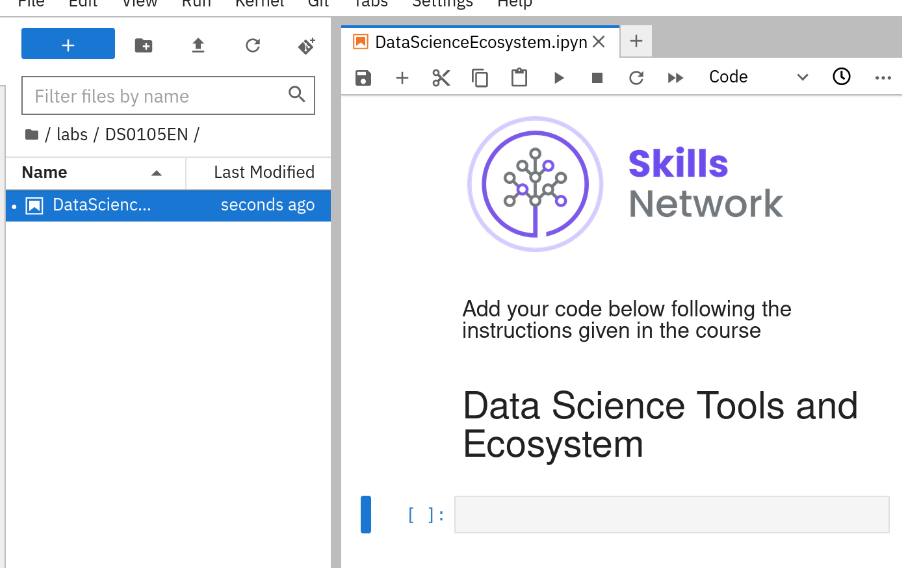 File Edit View Run Kernel Git Tabs Settings Help
DataScienceEcosystem.ipyn
Filter files by name
/ labs / DS0105EN /
Name Last Modified
DataScienc... seconds ago
Code
Skills
Network
Add your code below following the
instructions given in the course
Data Science Tools and
Ecosystem
[ ]: